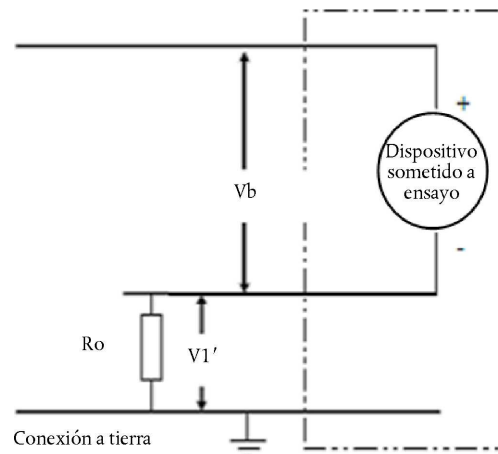 +
Dispositivo
sometido a
ensayo
Vb
-
Ro
V1'
Conexión a tierra